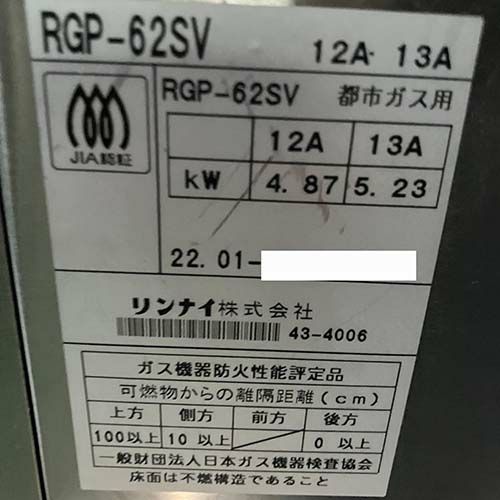 RGP-62SV 12A・13A
JIA認証
RGP-62SV 都市ガス用
12A 13A
kW 4.87 5.23
22.01-
リンナイ株式会社
43-4006
ガス機器防火性能評定品
可燃物からの離隔距離(cm)
上方 側方 前方 後方
100以上 10以上 0以上
一般財団法人日本ガス機器検査協会
床面は不燃構造であること